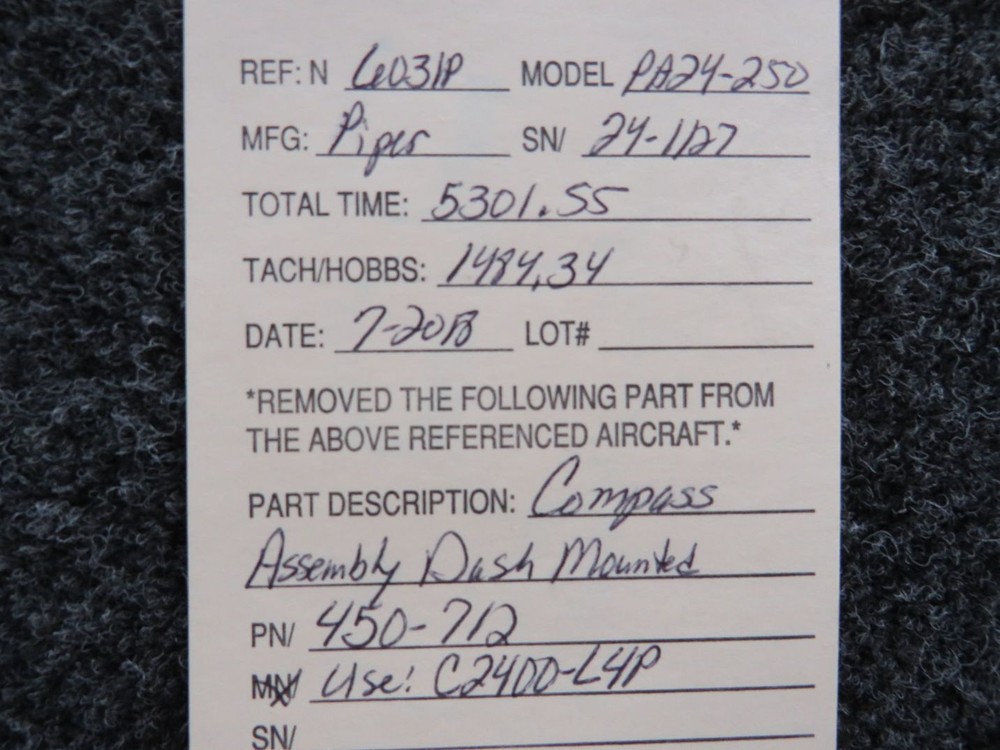 REF: N 6031P MODEL PA24-250
MFG: Piper SN/ 24-1127
TOTAL TIME: 5301.55
TACH/HOBBS: 1484.34
DATE: 7-2018 LOT#
*REMOVED THE FOLLOWING PART FROM
THE ABOVE REFERENCED AIRCRAFT.*
PART DESCRIPTION: Compass
Assembly Dash Mounted
PN/ 450-712
MN/ Use: C2400-L4P
SN/